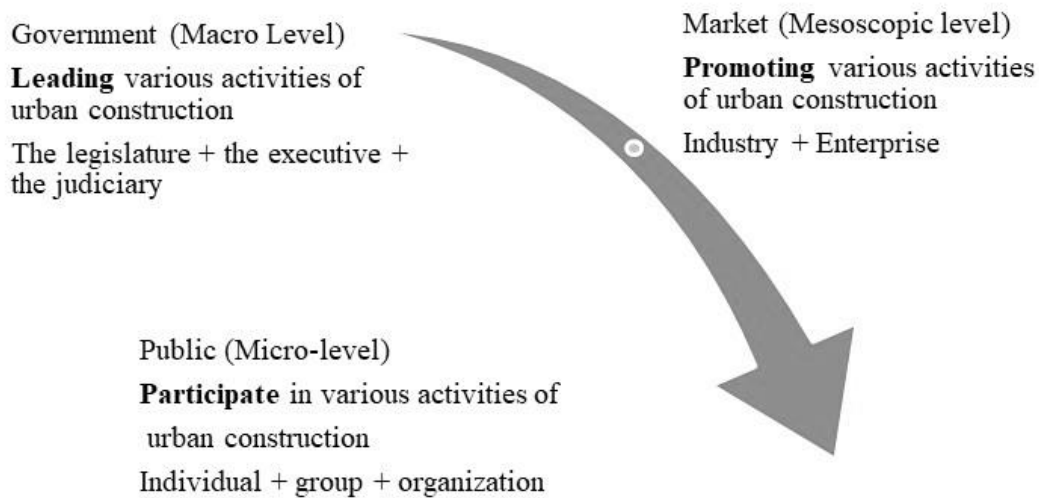 Government (Macro Level)
Leading various activities of
urban construction
The legislature + the executive +
the judiciary
Market (Mesoscopic level)
Promoting various activities
of urban construction
Industry + Enterprise
Public (Micro-level)
Participate in various activities of
urban construction
Individual + group + organization